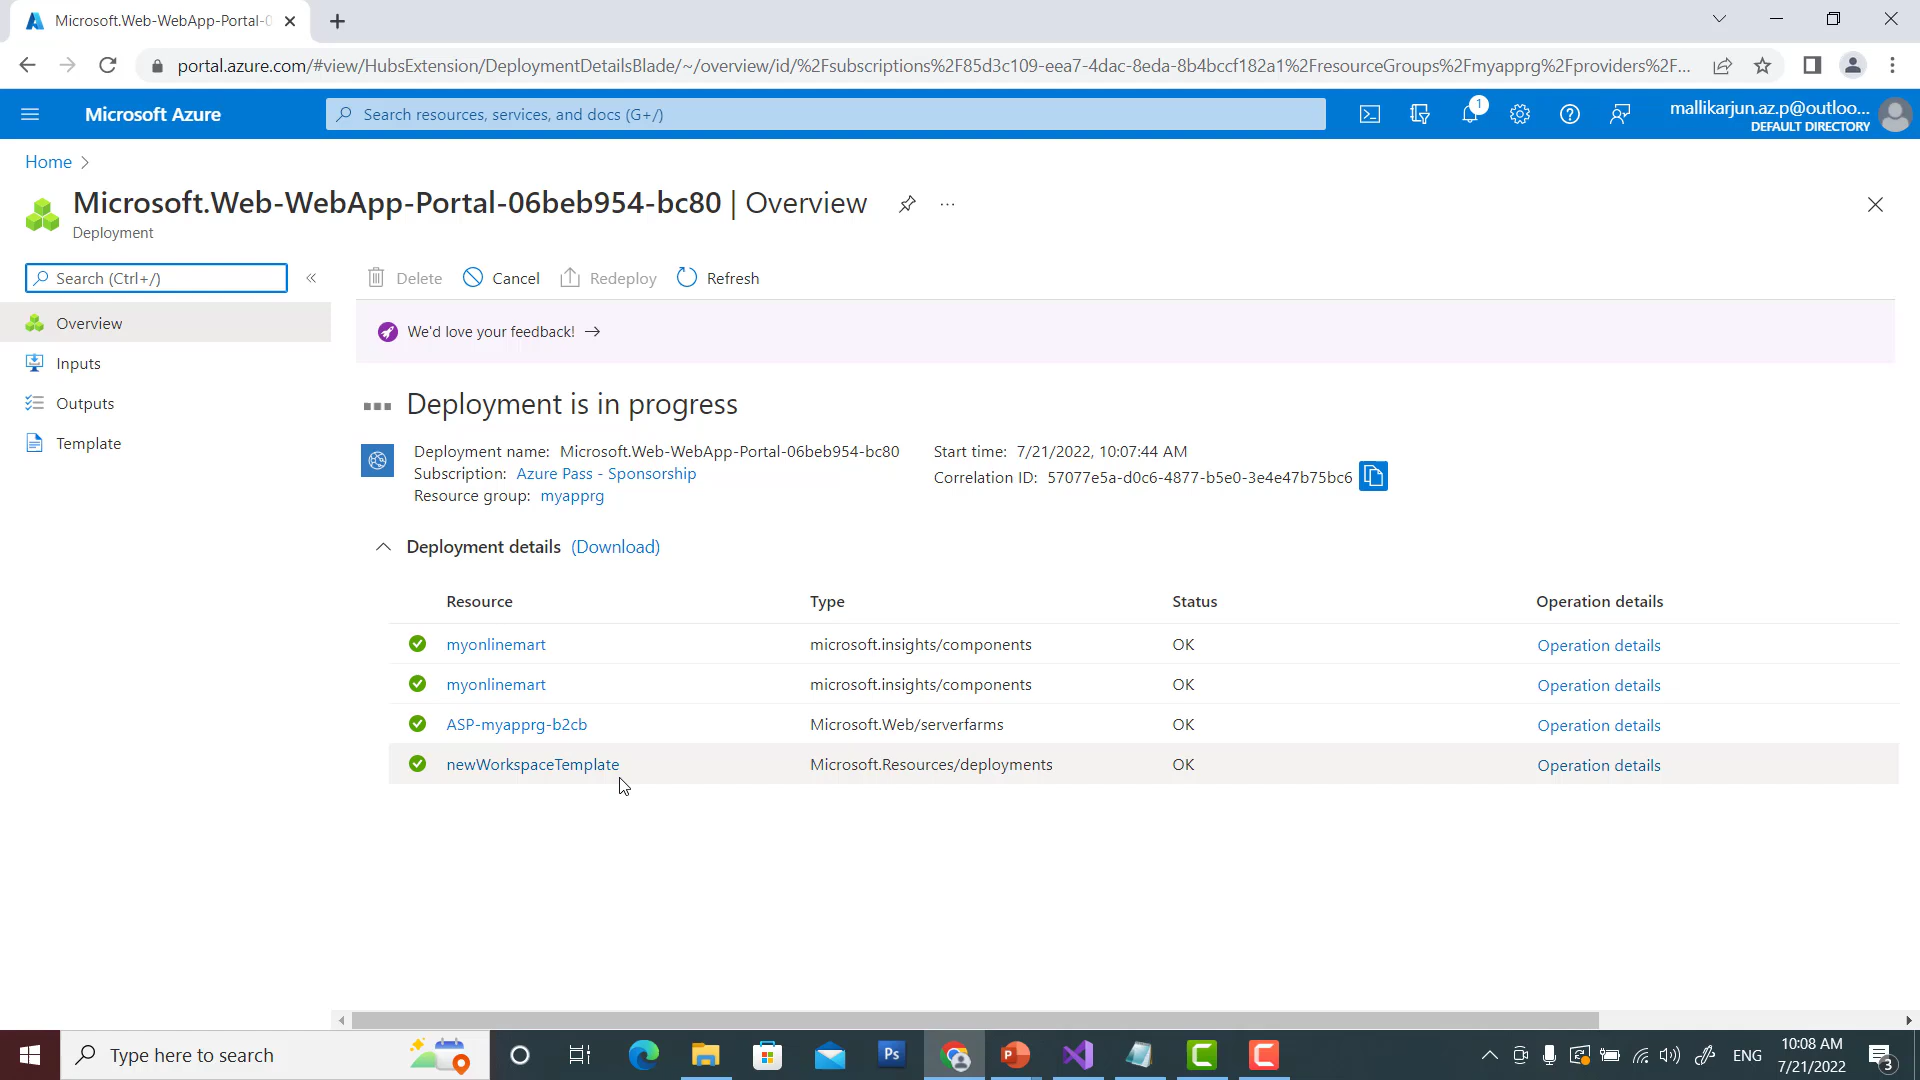 Microsoft.Web-WebApp-Portal-0
portal.azure.com/#view/HubsExtension/DeploymentDetailsBlade/~/overview/id/%2Fsubscriptions%2F85d3c109-eea7-4dac-8eda-8b4bccf182a1%2FresourceGroups%2Fmyapprg%2Fproviders%2F...
Microsoft Azure
Search resources, services, and docs (G+/)
1
mallikarjun.az.p@outloo...
DEFAULT DIRECTORY
Home
Microsoft.Web-WebApp-Portal-06beb954-bc80 | Overview
Deployment
Search (Ctrl+/)
Delete
Cancel
Redeploy
Refresh
Overview
Inputs
Outputs
Template
We'd love your feedback! →
Deployment is in progress
Deployment name: Microsoft.Web-WebApp-Portal-06beb954-bc80
Subscription: Azure Pass - Sponsorship
Resource group: myapprg
Start time: 7/21/2022, 10:07:44 AM
Correlation ID: 57077e5a-d0c6-4877-b5e0-3e4e47b75bc6
Deployment details (Download)
Resource Type Status Operation details
myonlinemart microsoft.insights/components OK Operation details
myonlinemart microsoft.insights/components OK Operation details
ASP-myapprg-b2cb Microsoft.Web/serverfarms OK Operation details
newWorkspaceTemplate Microsoft.Resources/deployments OK Operation details
Type here to search
Ps
P
C
C
ENG
10:08 AM
7/21/2022
3